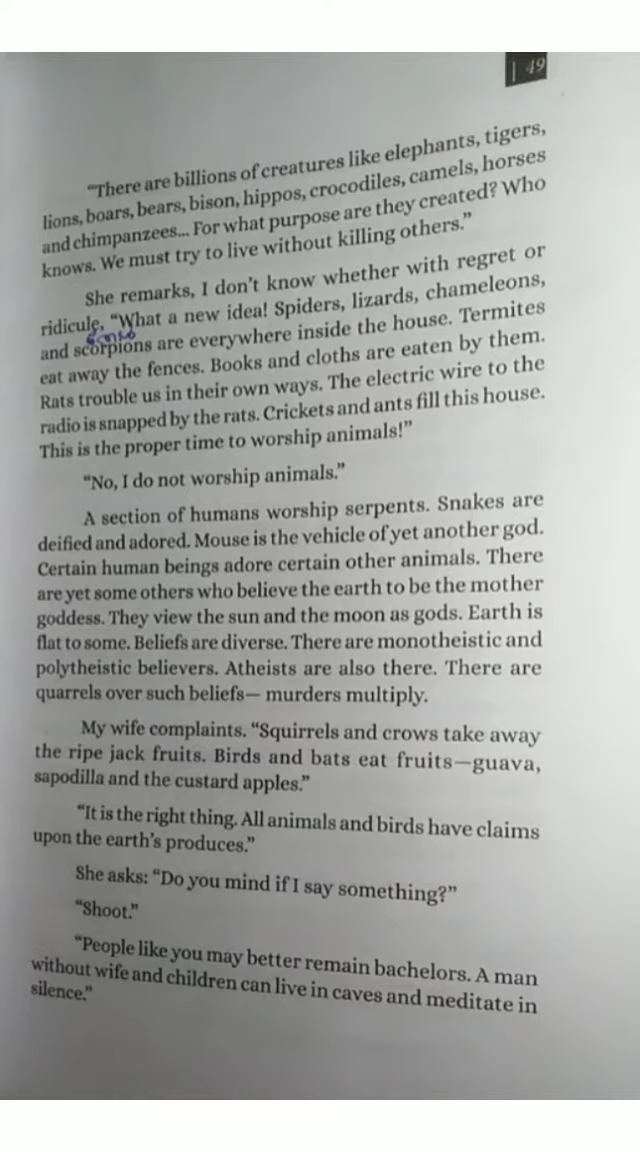 | 49
"There are billions of creatures like elephants, tigers,
lions, boars, bears, bison, hippos, crocodiles, camels, horses
and chimpanzees... For what purpose are they created? Who
knows. We must try to live without killing others."
She remarks, I don't know whether with regret or
ridicule, "What a new idea! Spiders, lizards, chameleons,
and scorpions are everywhere inside the house. Termites
eat away the fences. Books and cloths are eaten by them.
Rats trouble us in their own ways. The electric wire to the
radio is snapped by the rats. Crickets and ants fill this house.
This is the proper time to worship animals!"
"No, I do not worship animals."
A section of humans worship serpents. Snakes are
deified and adored. Mouse is the vehicle of yet another god.
Certain human beings adore certain other animals. There
are yet some others who believe the earth to be the mother
goddess. They view the sun and the moon as gods. Earth is
flat to some. Beliefs are diverse. There are monotheistic and
polytheistic believers. Atheists are also there. There are
quarrels over such beliefs— murders multiply.
My wife complaints. "Squirrels and crows take away
the ripe jack fruits. Birds and bats eat fruits—guava,
sapodilla and the custard apples."
"It is the right thing. All animals and birds have claims
upon the earth's produces."
She asks: "Do you mind if I say something?"
"Shoot."
"People like you may better remain bachelors. A man
without wife and children can live in caves and meditate in
silence."